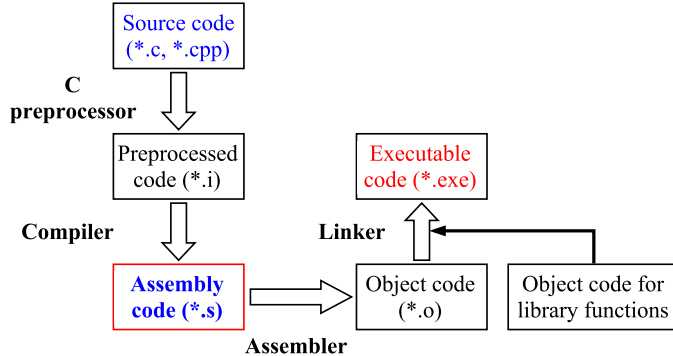 Source code
(*.c, *.cpp)
C
preprocessor
Preprocessed
code (*.i)
Executable
code (*.exe)
Compiler
Linker
Assembly
code (*.s)
Object code
(*.o)
Object code for
library functions
Assembler